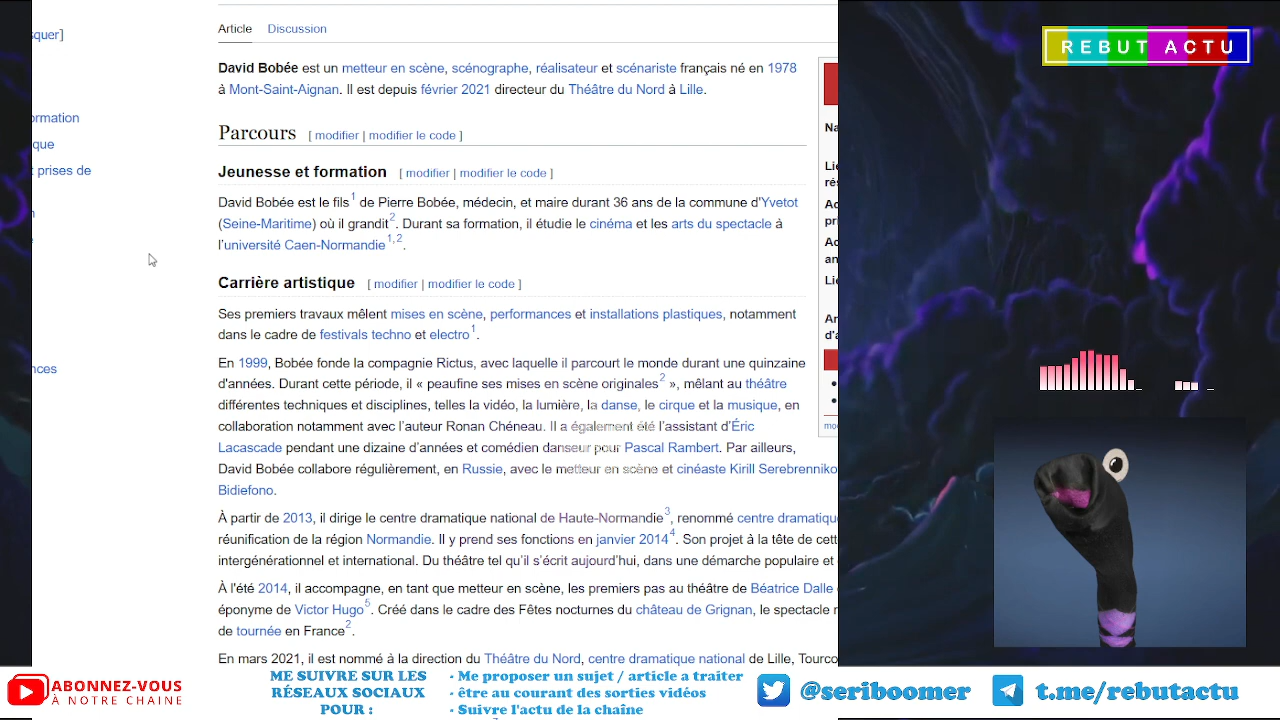 squer]
Article Discussion
REBUT ACTU
David Bobée est un metteur en scène, scénographe, réalisateur et scénariste français né en 1978
à Mont-Saint-Aignan. Il est depuis février 2021 directeur du Théâtre du Nord à Lille.
ormation
que
t prises de
n
e
nces
Parcours [ modifier | modifier le code ]
Jeunesse et formation [ modifier | modifier le code ]
David Bobée est le fils1 de Pierre Bobée, médecin, et maire durant 36 ans de la commune d'Yvetot
(Seine-Maritime) où il grandit2. Durant sa formation, il étudie le cinéma et les arts du spectacle à
l'université Caen-Normandie1,2.
Carrière artistique [ modifier | modifier le code ]
Ses premiers travaux mêlent mises en scène, performances et installations plastiques, notamment
dans le cadre de festivals techno et electro1.
En 1999, Bobée fonde la compagnie Rictus, avec laquelle il parcourt le monde durant une quinzaine
d'années. Durant cette période, il « peaufine ses mises en scène originales2 », mêlant au théâtre
différentes techniques et disciplines, telles la vidéo, la lumière, la danse, le cirque et la musique, en
collaboration notamment avec l'auteur Ronan Chéneau. Il a également été l'assistant d'Éric
Lacascade pendant une dizaine d'années et comédien danseur pour Pascal Rambert. Par ailleurs,
David Bobée collabore régulièrement, en Russie, avec le metteur en scène et cinéaste Kirill Serebrenniko
Bidiefono.
À partir de 2013, il dirige le centre dramatique national de Haute-Normandie3, renommé centre dramatiqu
réunification de la région Normandie. Il y prend ses fonctions en janvier 20144. Son projet à la tête de cett
intergénérationnel et international. Du théâtre tel qu'il s'écrit aujourd'hui, dans une démarche populaire et
À l'été 2014, il accompagne, en tant que metteur en scène, les premiers pas au théâtre de Béatrice Dalle
éponyme de Victor Hugo5. Créé dans le cadre des Fêtes nocturnes du château de Grignan, le spectacle
de tournée en France2.
En mars 2021, il est nommé à la direction du Théâtre du Nord, centre dramatique national de Lille, Tourco
Na
Lie
rés
Ac
pri
Ac
an
Lie
An
d'a
mod
ABONNEZ-VOUS
À NOTRE CHAINE
ME SUIVRE SUR LES
RÉSEAUX SOCIAUX
POUR :
- Me proposer un sujet / article a traiter
- être au courant des sorties vidéos
- Suivre l'actu de la chaîne
@seriboomer
t.me/rebutactu